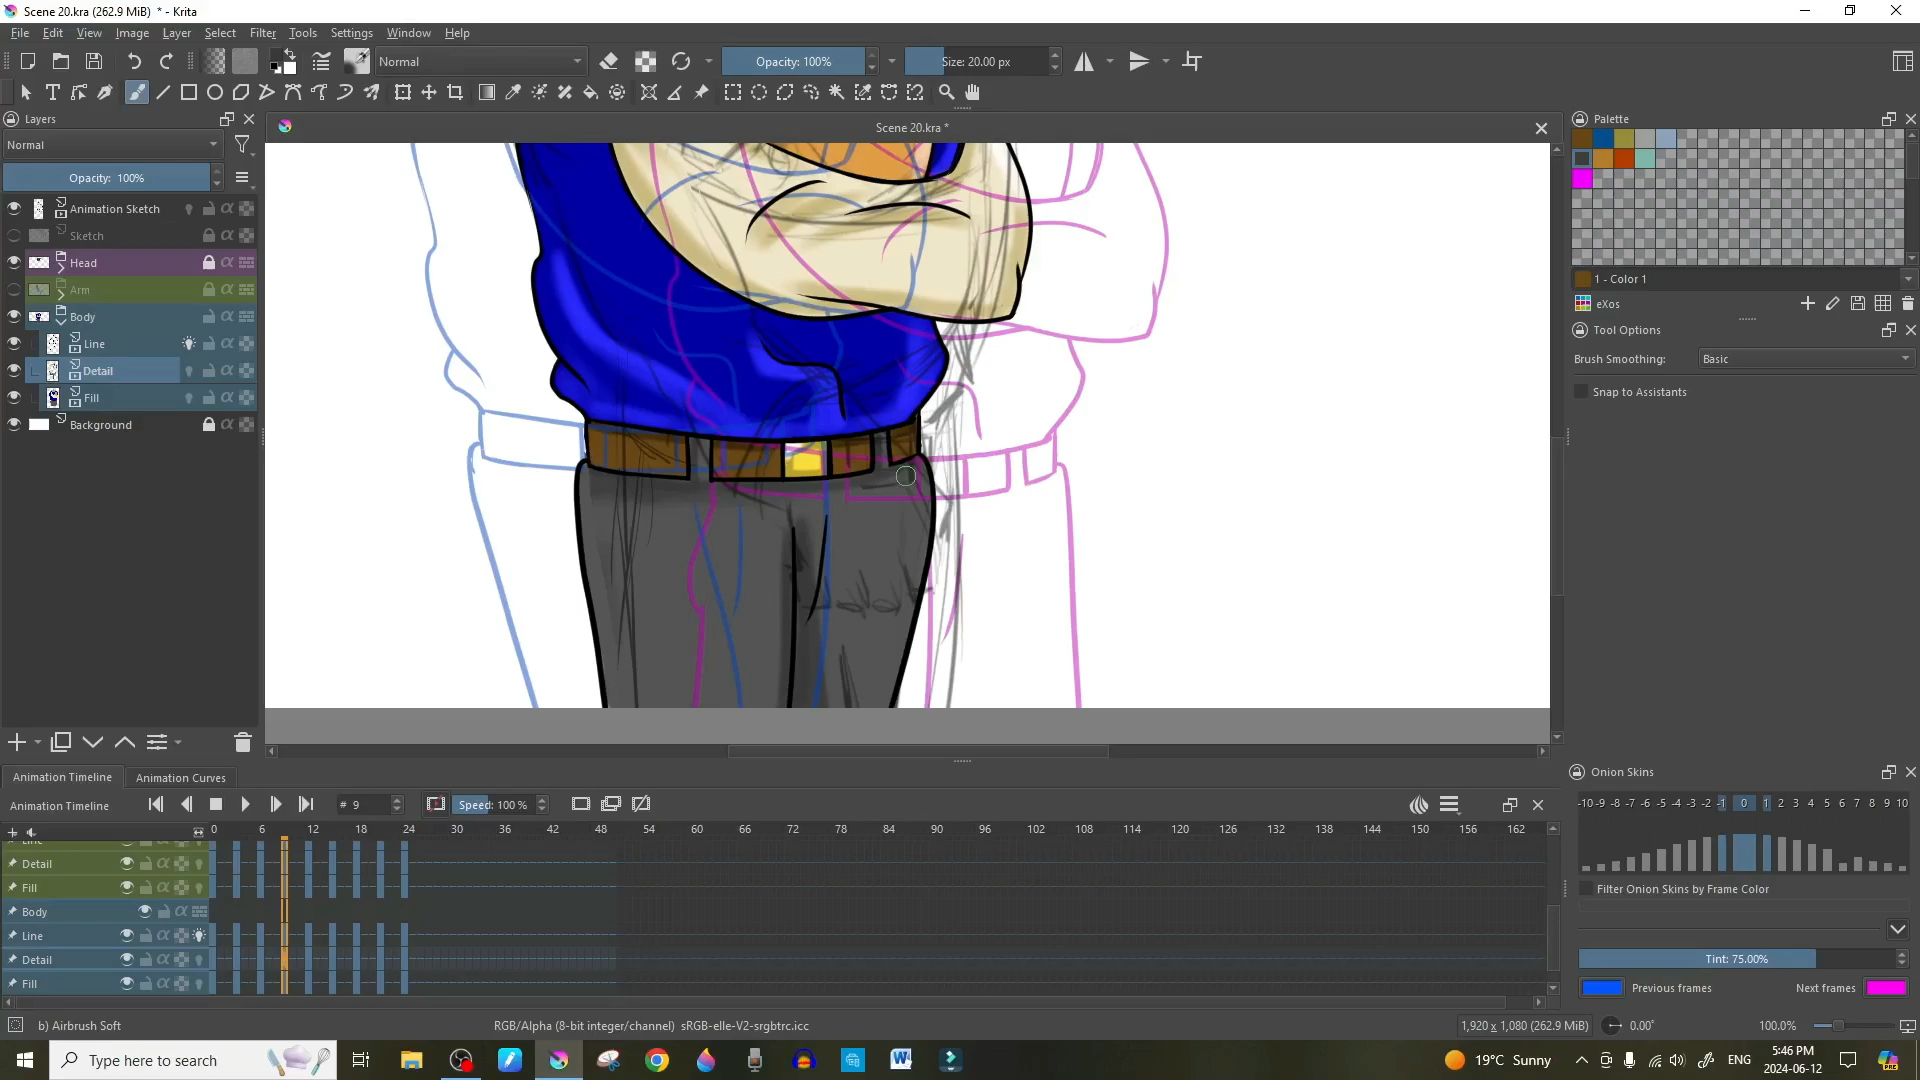 Scene 20.kra (262.9 MiB) * - Krita
File Edit View Image Layer Select Filter Tools Settings Window Help
Normal Opacity: 100% Size: 20.00 px
Layers
Scene 20.kra *
Palette
Normal
Opacity: 100%
Animation Sketch
Sketch
Head
Arm
Body
Line
Detail
Fill
Background
1 - Color 1
eXos
Tool Options
Brush Smoothing: Basic
Snap to Assistants
Animation Timeline Animation Curves
Animation Timeline # 9 Speed: 100 %
0 6 12 18 24 30 36 42 48 54 60 66 72 78 84 90 96 102 108 114 120 126 132 138 144 150 156 162
Detail
Fill
Body
Line
Detail
Fill
Onion Skins
-10 -9 -8 -7 -6 -5 -4 -3 -2 -1 0 1 2 3 4 5 6 7 8 9 10
Filter Onion Skins by Frame Color
Tint: 75.00%
Previous frames Next frames
b) Airbrush Soft RGB/Alpha (8-bit integer/channel) sRGB-elle-V2-srgbtrc.icc 1,920 x 1,080 (262.9 MiB) 0.00° 100.0%
Type here to search 19°C Sunny ENG 5:46 PM
2024-06-12